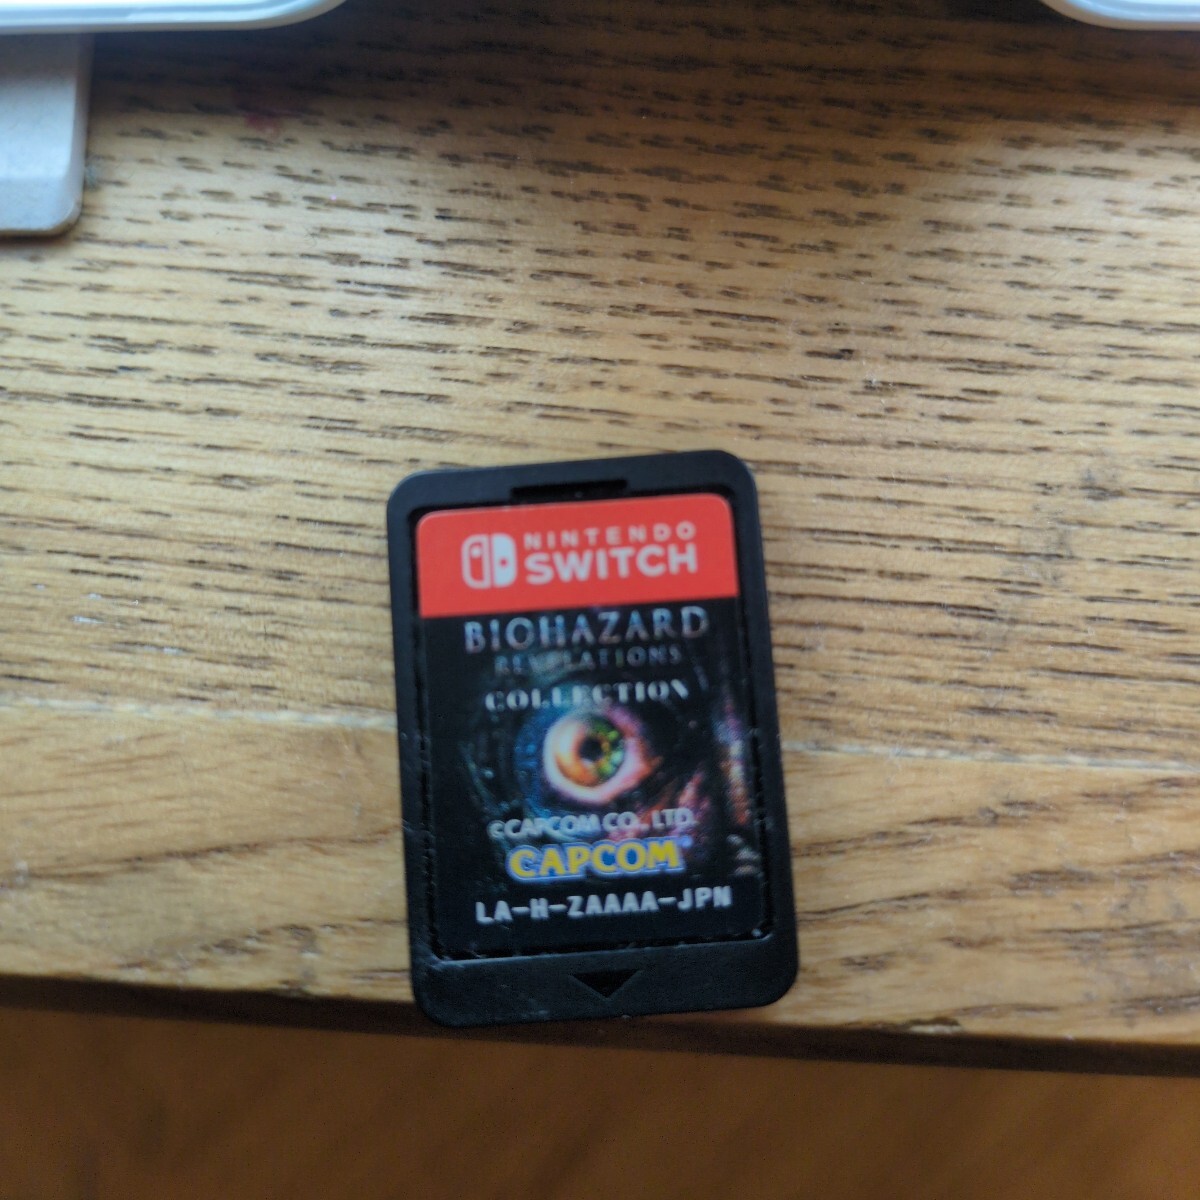 NINTENDO
SWITCH
BIOHAZARD
REVELATIONS
COLLECTION
©CAPCOM CO., LTD.
CAPCOM
LA-H-ZAAAA-JPN